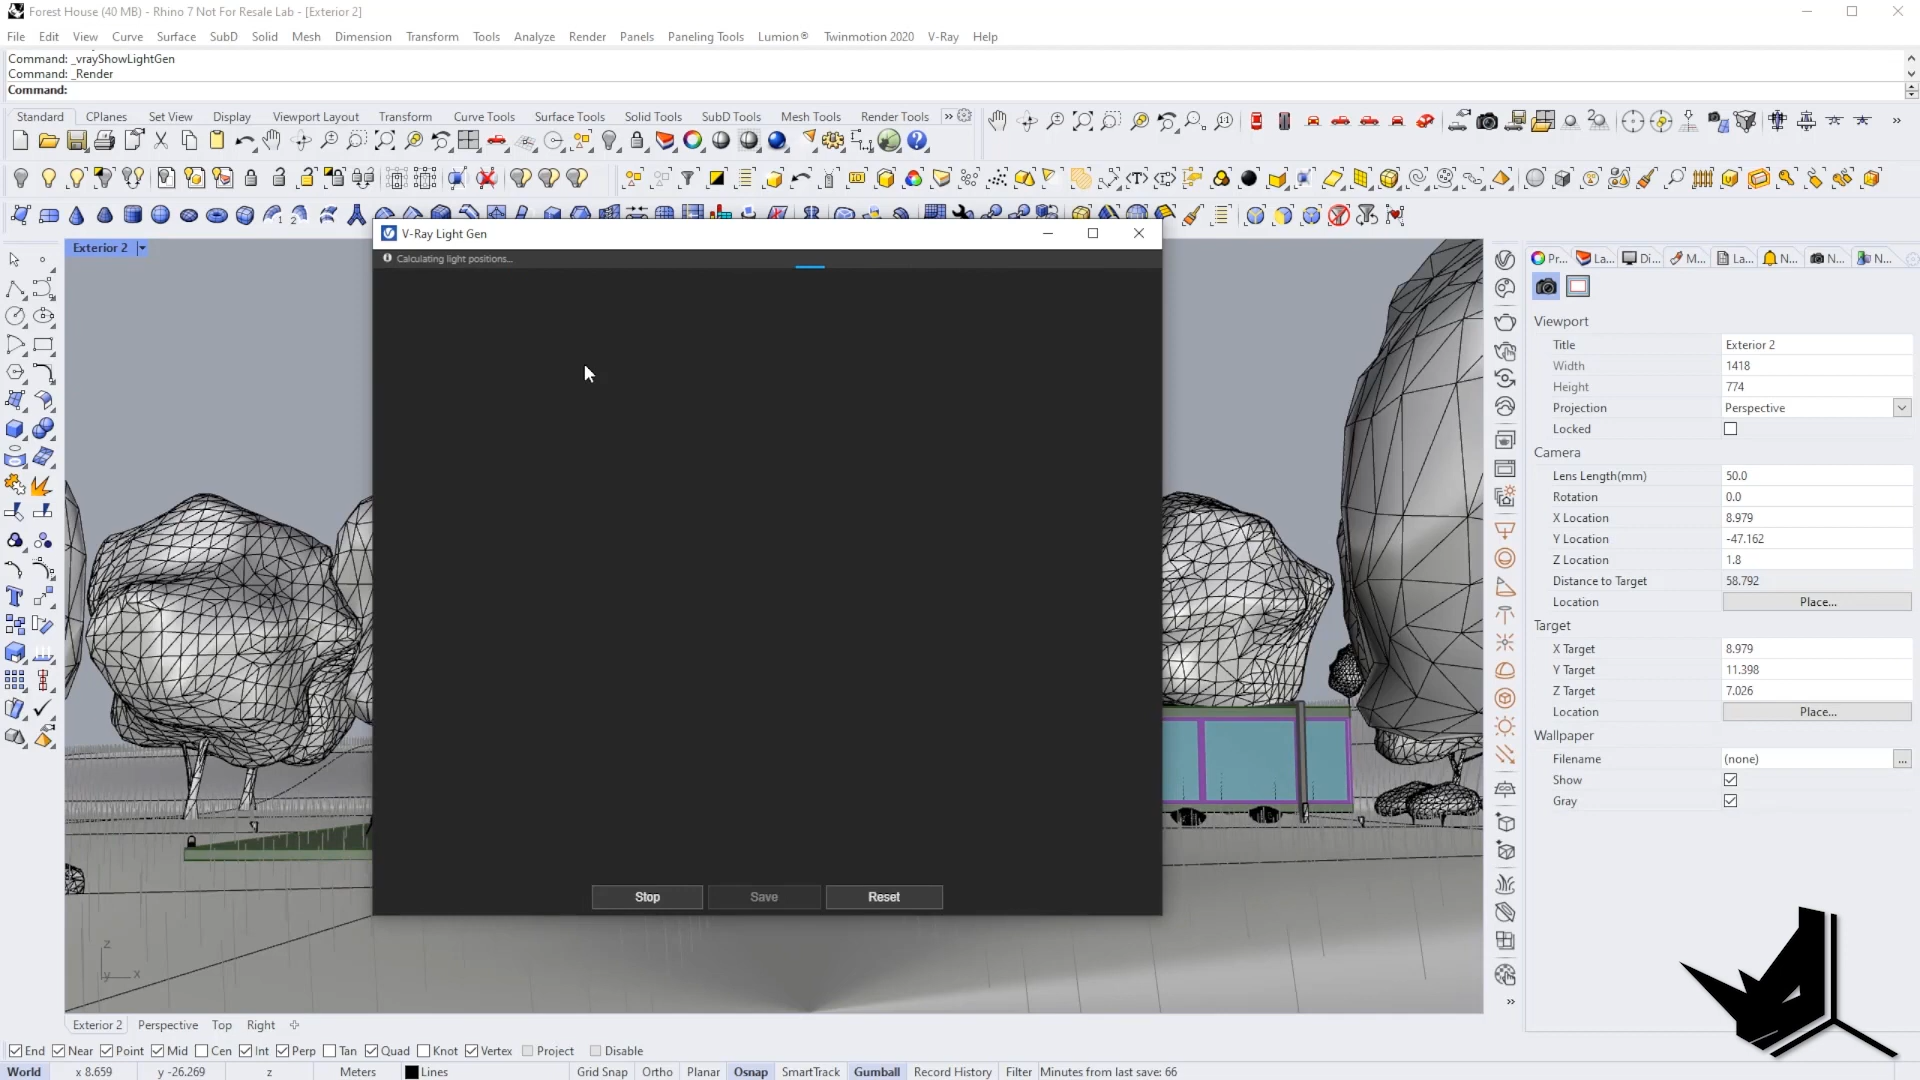 Forest House (40 MB) - Rhino 7 Not For Resale Lab - [Exterior 2]
File Edit View Curve Surface SubD Solid Mesh Dimension Transform Tools Analyze Render Panels Paneling Tools Lumion® Twinmotion 2020 V-Ray Help
Command: _vrayShowLightGen
Command: _Render
Command:
Standard CPlanes Set View Display Viewport Layout Transform Curve Tools Surface Tools Solid Tools SubD Tools Mesh Tools Render Tools
V-Ray Light Gen
Calculating light positions...
Exterior 2
Pr... La... Di... M... La... N... N... N...
Viewport
Title Exterior 2
Width 1418
Height 774
Projection Perspective
Locked
Camera
Lens Length(mm) 50.0
Rotation 0.0
X Location 8.979
Y Location -47.162
Z Location 1.8
Distance to Target 58.792
Location Place...
Target
X Target 8.979
Y Target 11.398
Z Target 7.026
Location Place...
Wallpaper
Filename (none) ...
Show
Gray
Stop Save Reset
z
y x
Exterior 2 Perspective Top Right
End Near Point Mid Cen Int Perp Tan Quad Knot Vertex Project Disable
World x 8.659 y -26.269 z Meters Lines Grid Snap Ortho Planar Osnap SmartTrack Gumball Record History Filter Minutes from last save: 66